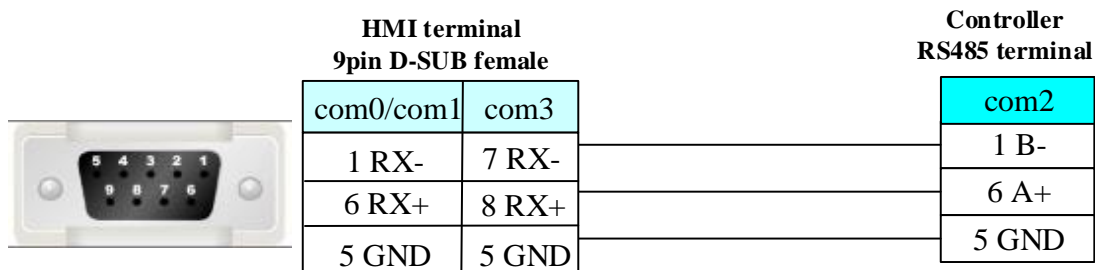 HMI terminal
9pin D-SUB female
Controller
RS485 terminal
com0/com1 com3
com2
5 4 3 2 1
9 8 7 6
1 RX- 7 RX-
1 B-
6 RX+ 8 RX+
6 A+
5 GND 5 GND
5 GND